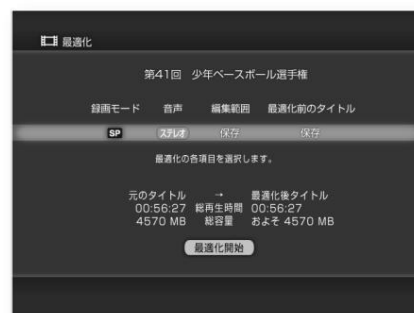 最適化
第41回 少年ベースボール選手権
録画モード 音声 編集範囲 最適化前のタイトル
SP ステレオ 保存 保存
最適化の各項目を選択します。
元のタイトル → 最適化後タイトル
00:56:27 総再生時間 00:56:27
4570 MB 総容量 およそ 4570 MB
最適化開始